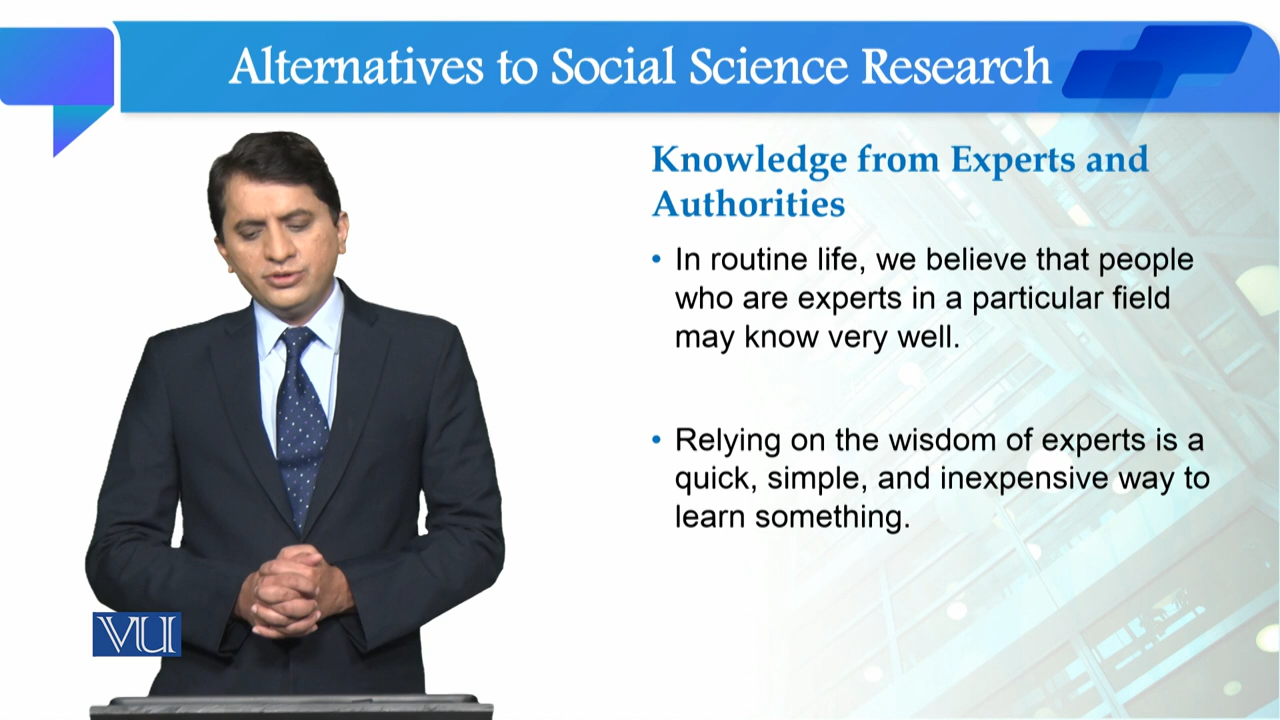 Alternatives to Social Science Research
Knowledge from Experts and
Authorities
• In routine life, we believe that people
who are experts in a particular field
may know very well.
• Relying on the wisdom of experts is a
quick, simple, and inexpensive way to
learn something.
VU